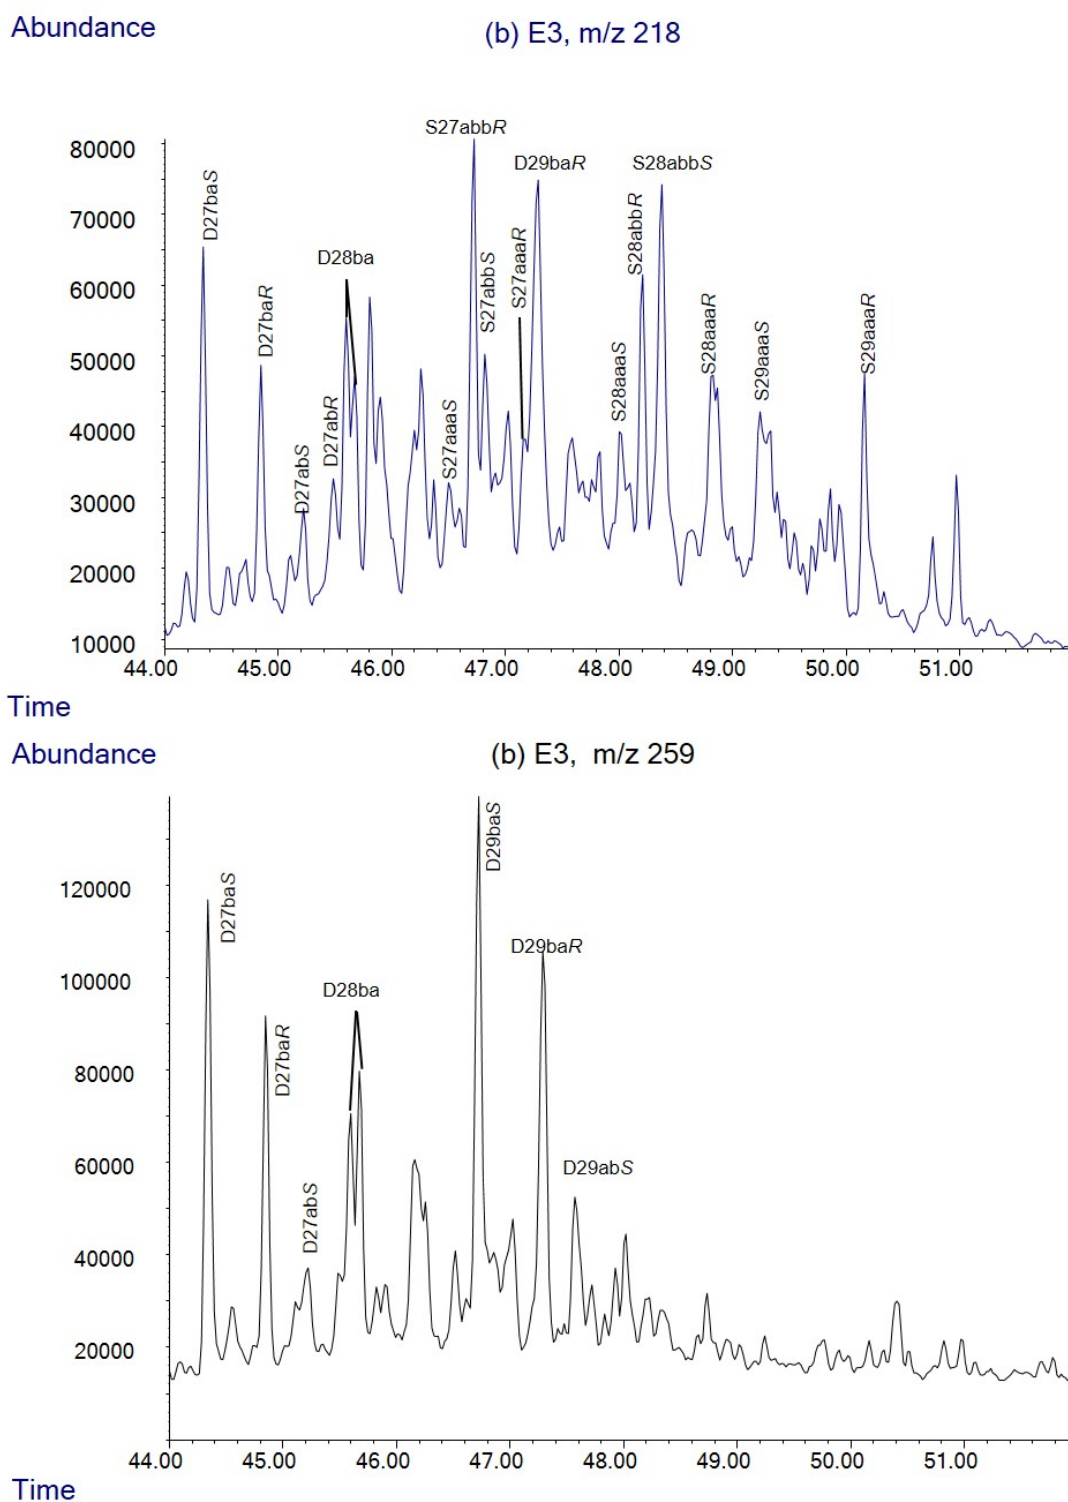 Abundance
(b) E3, m/z 218
S27abbR
D29baR
S28abbS
80000
D27baS
70000
S28abbR
S27aaaR
S27abbS
D28ba
60000
D27baR
S28aaaR
S29aaaR
S29aaaS
S28aaaS
50000
D27abR
S27aaaS
40000
D27abS
30000
20000
10000
44.00 45.00 46.00 47.00 48.00 49.00 50.00 51.00
Time
Abundance
(b) E3, m/z 259
D29baS
D27baS
120000
D29baR
100000
D28ba
D27baR
80000
D29abS
60000
D27abS
40000
20000
44.00 45.00 46.00 47.00 48.00 49.00 50.00 51.00
Time